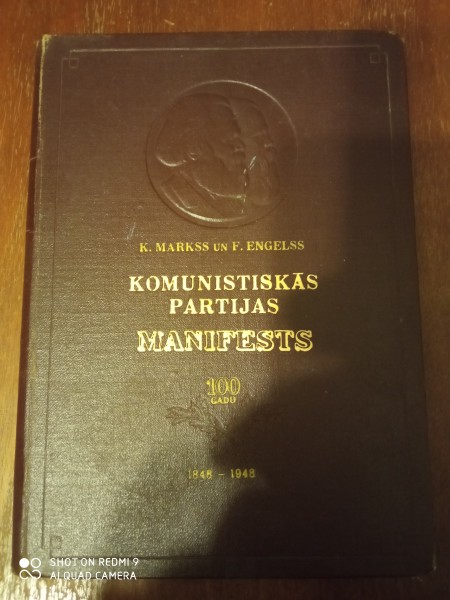 K. MARKSS UN F. ENGELSS
KOMUNISTISKĀS
PARTIJAS
MANIFESTS
100
GADU
1848 - 1948
SHOT ON REDMI 9
AI QUAD CAMERA